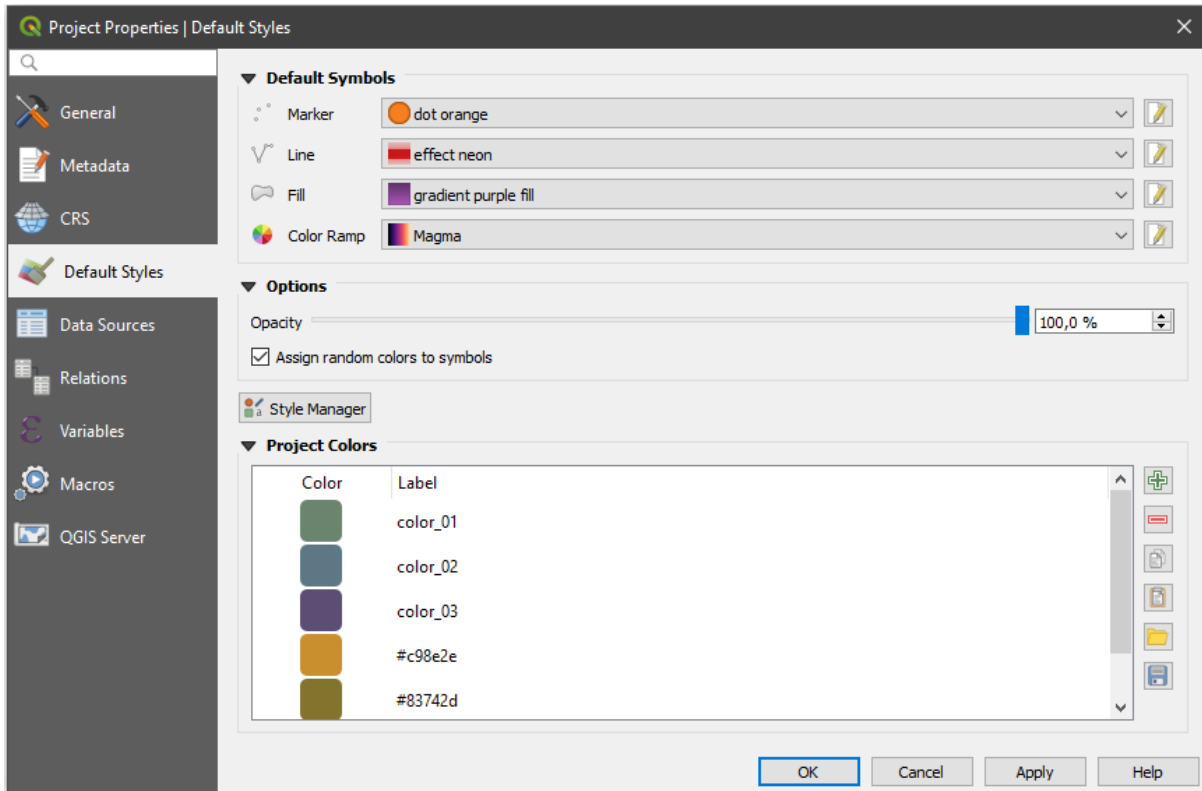 Project Properties | Default Styles
General
Metadata
CRS
Default Styles
Data Sources
Relations
Variables
Macros
QGIS Server
Default Symbols
Marker dot orange
Line effect neon
Fill gradient purple fill
Color Ramp Magma
Options
Opacity 100,0 %
Assign random colors to symbols
a Style Manager
Project Colors
Color Label
color_01
color_02
color_03
#c98e2e
#83742d
OK Cancel Apply Help